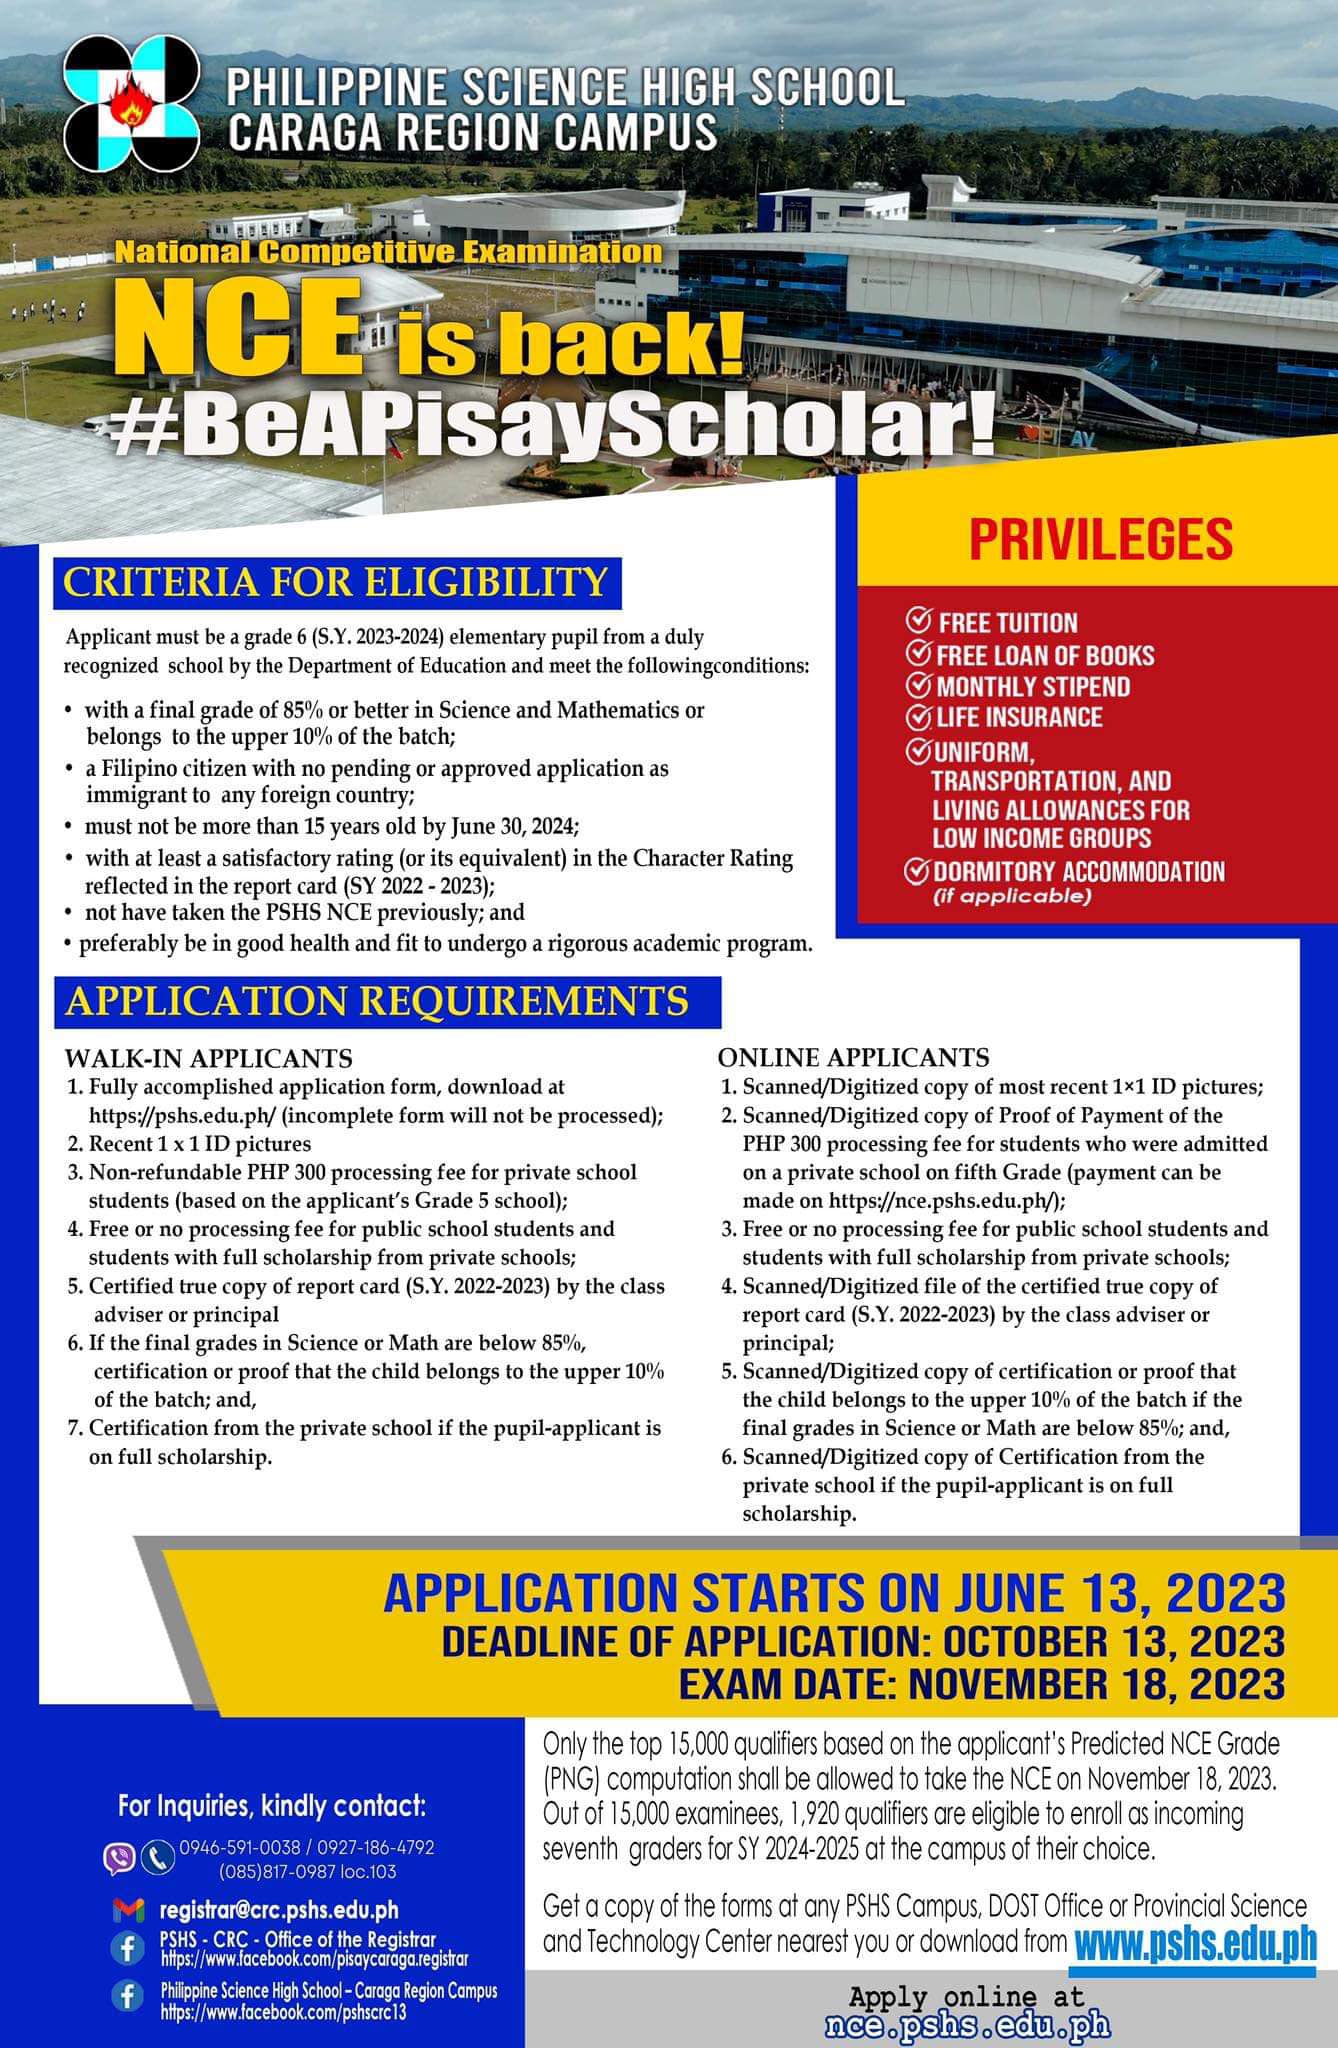 PHILIPPINE SCIENCE HIGH SCHOOL
CARAGA REGION CAMPUS
National Competitive Examination
NCE is back!
#BeAPisayScholar!
PRIVILEGES
FREE TUITION
FREE LOAN OF BOOKS
MONTHLY STIPEND
LIFE INSURANCE
UNIFORM,
TRANSPORTATION, AND
LIVING ALLOWANCES FOR
LOW INCOME GROUPS
DORMITORY ACCOMMODATION
(if applicable)
CRITERIA FOR ELIGIBILITY
Applicant must be a grade 6 (S.Y. 2023-2024) elementary pupil from a duly
recognized school by the Department of Education and meet the followingconditions:
• with a final grade of 85% or better in Science and Mathematics or
belongs to the upper 10% of the batch;
• a Filipino citizen with no pending or approved application as
immigrant to any foreign country;
• must not be more than 15 years old by June 30, 2024;
• with at least a satisfactory rating (or its equivalent) in the Character Rating
reflected in the report card (SY 2022 - 2023);
• not have taken the PSHS NCE previously; and
• preferably be in good health and fit to undergo a rigorous academic program.
APPLICATION REQUIREMENTS
WALK-IN APPLICANTS
1. Fully accomplished application form, download at
https://pshs.edu.ph/ (incomplete form will not be processed);
2. Recent 1 x 1 ID pictures
3. Non-refundable PHP 300 processing fee for private school
students (based on the applicant's Grade 5 school);
4. Free or no processing fee for public school students and
students with full scholarship from private schools;
5. Certified true copy of report card (S.Y. 2022-2023) by the class
adviser or principal
6. If the final grades in Science or Math are below 85%,
certification or proof that the child belongs to the upper 10%
of the batch; and,
7. Certification from the private school if the pupil-applicant is
on full scholarship.
ONLINE APPLICANTS
1. Scanned/Digitized copy of most recent 1×1 ID pictures;
2. Scanned/Digitized copy of Proof of Payment of the
PHP 300 processing fee for students who were admitted
on a private school on fifth Grade (payment can be
made on https://nce.pshs.edu.ph/);
3. Free or no processing fee for public school students and
students with full scholarship from private schools;
4. Scanned/Digitized file of the certified true copy of
report card (S.Y. 2022-2023) by the class adviser or
principal;
5. Scanned/Digitized copy of certification or proof that
the child belongs to the upper 10% of the batch if the
final grades in Science or Math are below 85%; and,
6. Scanned/Digitized copy of Certification from the
private school if the pupil-applicant is on full
scholarship.
APPLICATION STARTS ON JUNE 13, 2023
DEADLINE OF APPLICATION: OCTOBER 13, 2023
EXAM DATE: NOVEMBER 18, 2023
For Inquiries, kindly contact:
0946-591-0038 / 0927-186-4792
(085)817-0987 loc.103
registrar@crc.pshs.edu.ph
PSHS - CRC - Office of the Registrar
https://www.facebook.com/pisaycaraga.registrar
Philippine Science High School – Caraga Region Campus
https://www.facebook.com/pshscrc13
Only the top 15,000 qualifiers based on the applicant's Predicted NCE Grade
(PNG) computation shall be allowed to take the NCE on November 18, 2023.
Out of 15,000 examinees, 1,920 qualifiers are eligible to enroll as incoming
seventh graders for SY 2024-2025 at the campus of their choice.
Get a copy of the forms at any PSHS Campus, DOST Office or Provincial Science
and Technology Center nearest you or download from www.pshs.edu.ph
Apply online at
nce.pshs.edu.ph